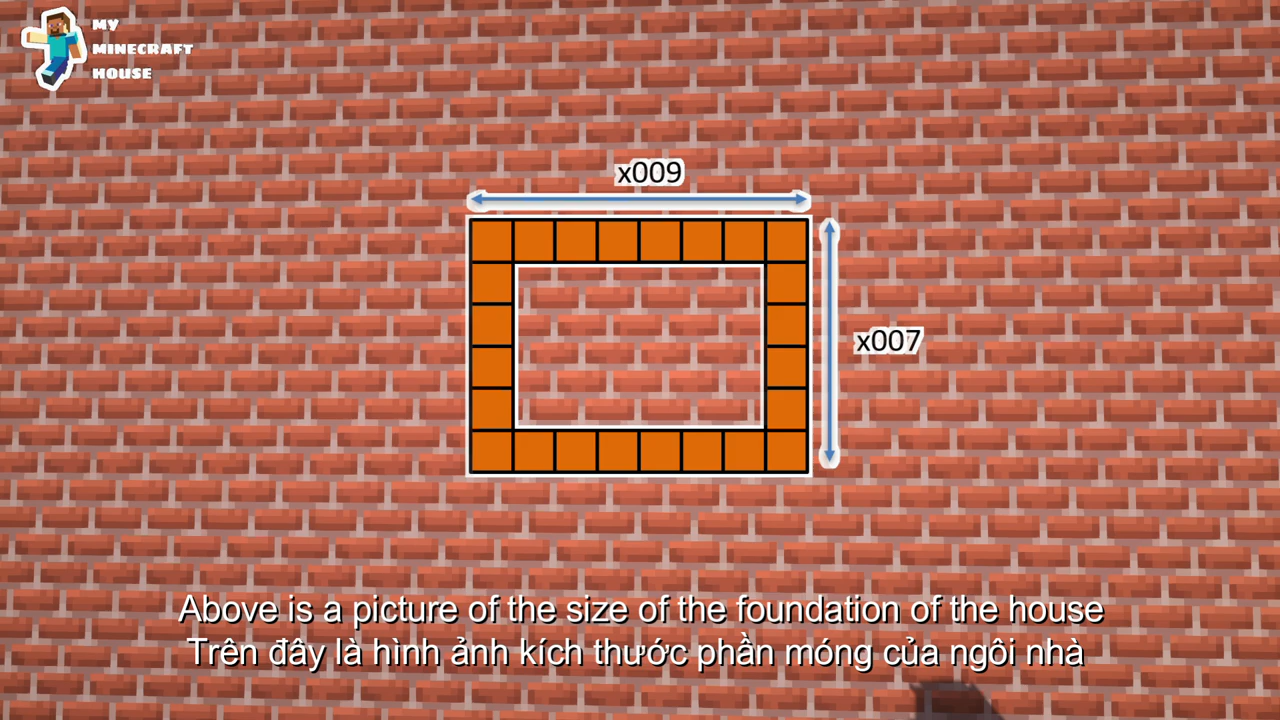 MY
MINECRAFT
HOUSE
x009
x007
Above is a picture of the size of the foundation of the house
Trên đây là hình ảnh kích thước phần móng của ngôi nhà